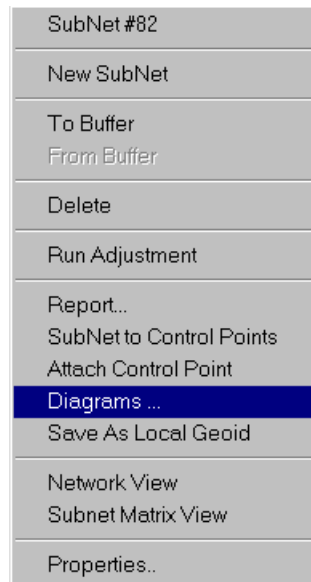 SubNet #82
New SubNet
To Buffer
From Buffer
Delete
Run Adjustment
Report...
SubNet to Control Points
Attach Control Point
Diagrams ...
Save As Local Geoid
Network View
Subnet Matrix View
Properties..